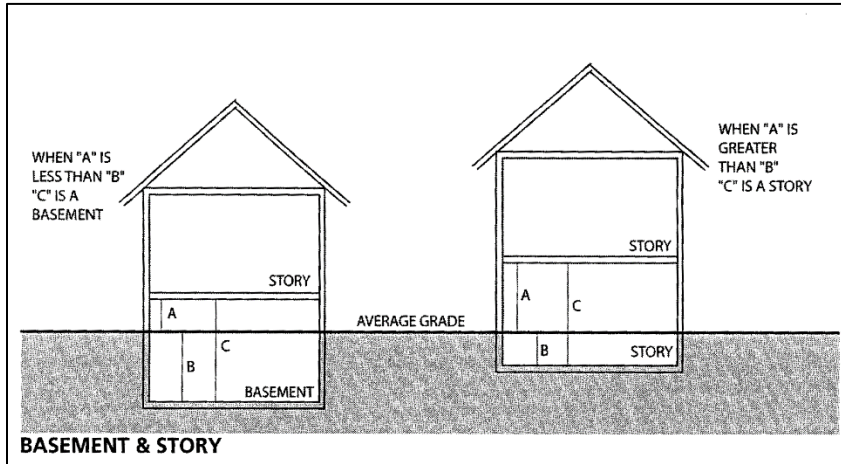 WHEN "A" IS
LESS THAN "B"
"C" IS A
BASEMENT
STORY
A
B
C
BASEMENT
AVERAGE GRADE
WHEN "A" IS
GREATER
THAN "B"
"C" IS A STORY
STORY
A
C
B
STORY
BASEMENT & STORY